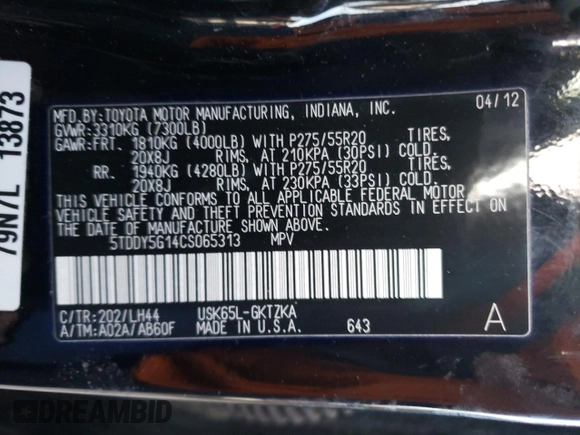 MFD.BY:TOYOTA MOTOR MANUFACTURING, INDIANA, INC. 04/12
GVWR:3310KG (7300LB)
GAWR:FRT. 1810KG (4000LB) WITH P275/55R20 TIRES,
20X8J RIMS, AT 210KPA (30PSI) COLD.
RR. 1940KG (4280LB) WITH P275/55R20 TIRES,
20X8J RIMS, AT 230KPA (33PSI) COLD.
THIS VEHICLE CONFORMS TO ALL APPLICABLE FEDERAL MOTOR
VEHICLE SAFETY AND THEFT PREVENTION STANDARDS IN EFFECT ON
THE DATE OF MANUFACTURE SHOWN ABOVE.
5TDDY5G14CS065313 MPV
C/TR:202/LH44 USK65L-GKTZKA
A/TM:A02A/AB60F MADE IN U.S.A. 643 A
79N7L 13873
DREAMBID